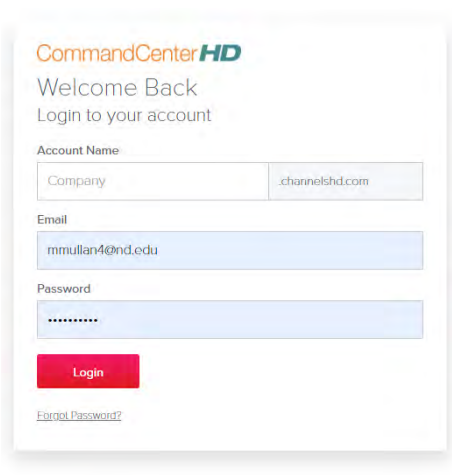 CommandCenterHD
Welcome Back
Login to your account
Account Name
Company .channelshd.com
Email
mmullan4@nd.edu
Password
••••••••••
Login
Forgot Password?